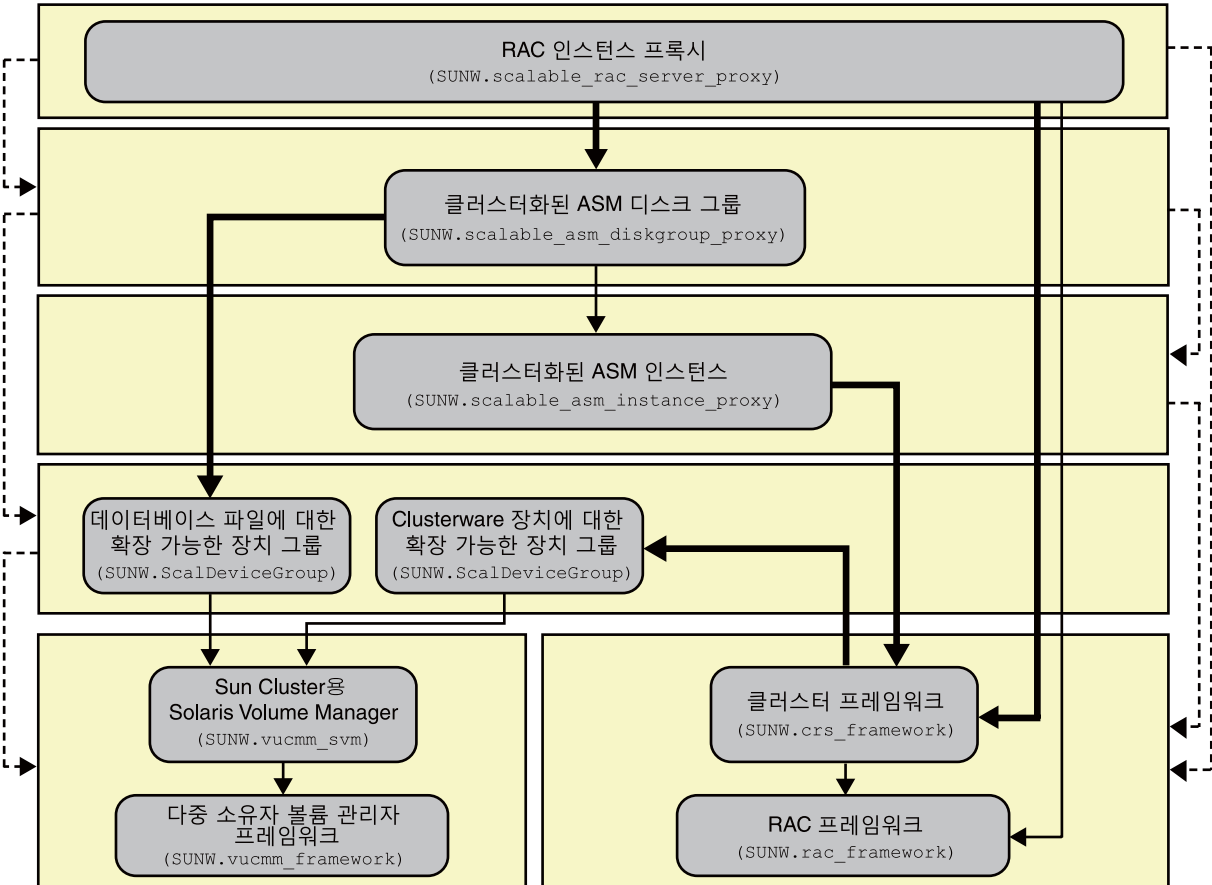 RAC 인스턴스 프록시
(SUNW.scalable_rac_server_proxy)
클러스터화된 ASM 디스크 그룹
(SUNW.scalable_asm_diskgroup_proxy)
클러스터화된 ASM 인스턴스
(SUNW.scalable_asm_instance_proxy)
데이터베이스 파일에 대한
확장 가능한 장치 그룹
(SUNW.ScalDeviceGroup)
Clusterware 장치에 대한
확장 가능한 장치 그룹
(SUNW.ScalDeviceGroup)
Sun Cluster용
Solaris Volume Manager
(SUNW.vucmm_svm)
클러스터 프레임워크
(SUNW.crs_framework)
다중 소유자 볼륨 관리자
프레임워크
(SUNW.vucmm_framework)
RAC 프레임워크
(SUNW.rac_framework)